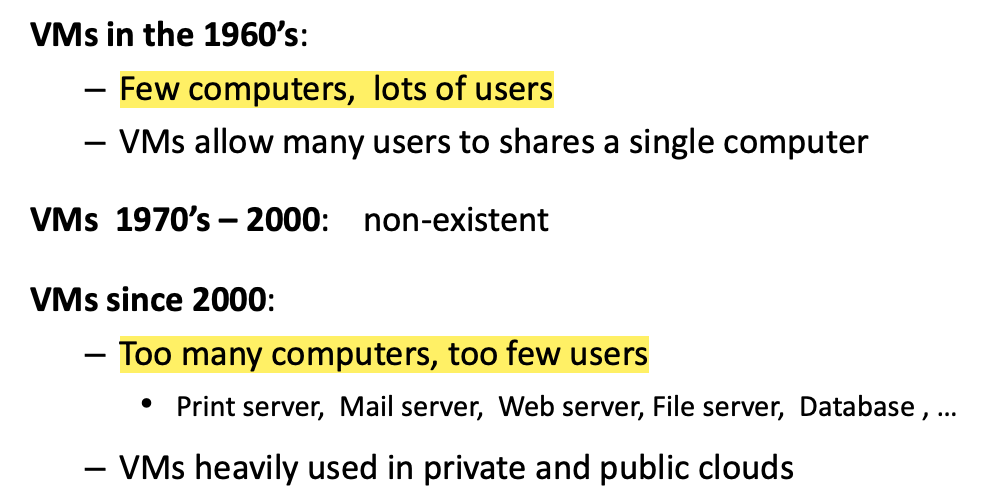 VMs in the 1960’s:
– Few computers,  lots of users
– VMs allow many users to shares a single computer
VMs  1970’s – 2000:    non-existent
VMs since 2000:
– Too many computers, too few users
• Print server,  Mail server,  Web server, File server,  Database , …
– VMs heavily used in private and public clouds